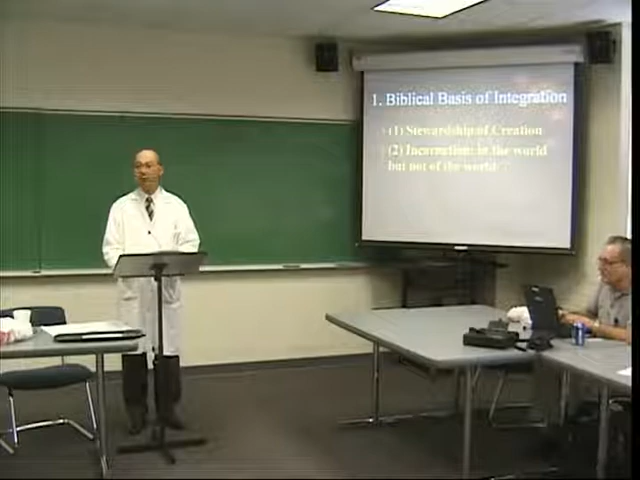 1. Biblical Basis of Integration
(1) Stewardship of Creation
(2) Incarnation: in the world
but not of the world